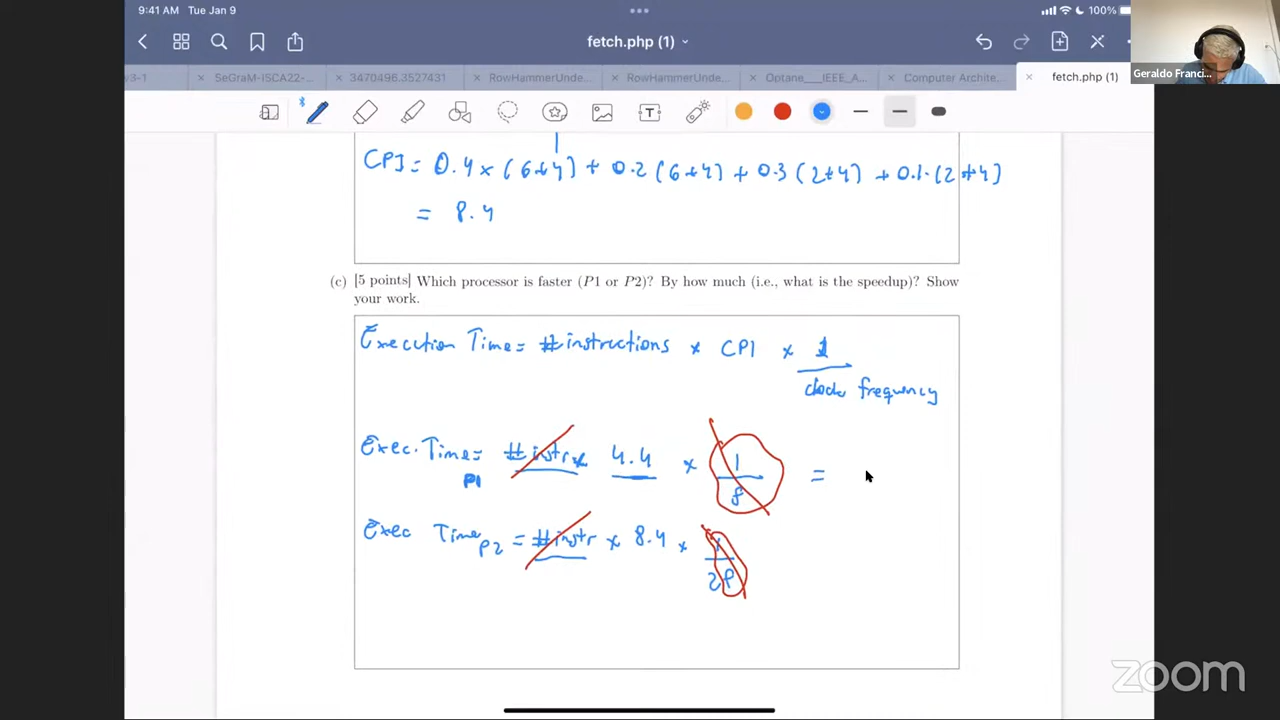 9:41 AM Tue Jan 9
100%
fetch.php (1)
Geraldo Franci...
v3-1
SeGraM-ISCA22-...
3470496.3527431
RowHammerUnde...
RowHammerUnde...
Optane___IEEE_A...
Computer Archite...
fetch.php (1)
CPI = 0.4 x (6+4) + 0.2 (6+4) + 0.3 (2+4) + 0.1. (2+4)
= 8.4
(c) [5 points] Which processor is faster (P1 or P2)? By how much (i.e., what is the speedup)? Show
your work.
Execution Time = #instructions x CPI x 1
clock frequency
Exec. Time P1 = #instr x 4.4 x 1/f =
Exec Time P2 = #instr x 8.4 x 1/2f
zoom